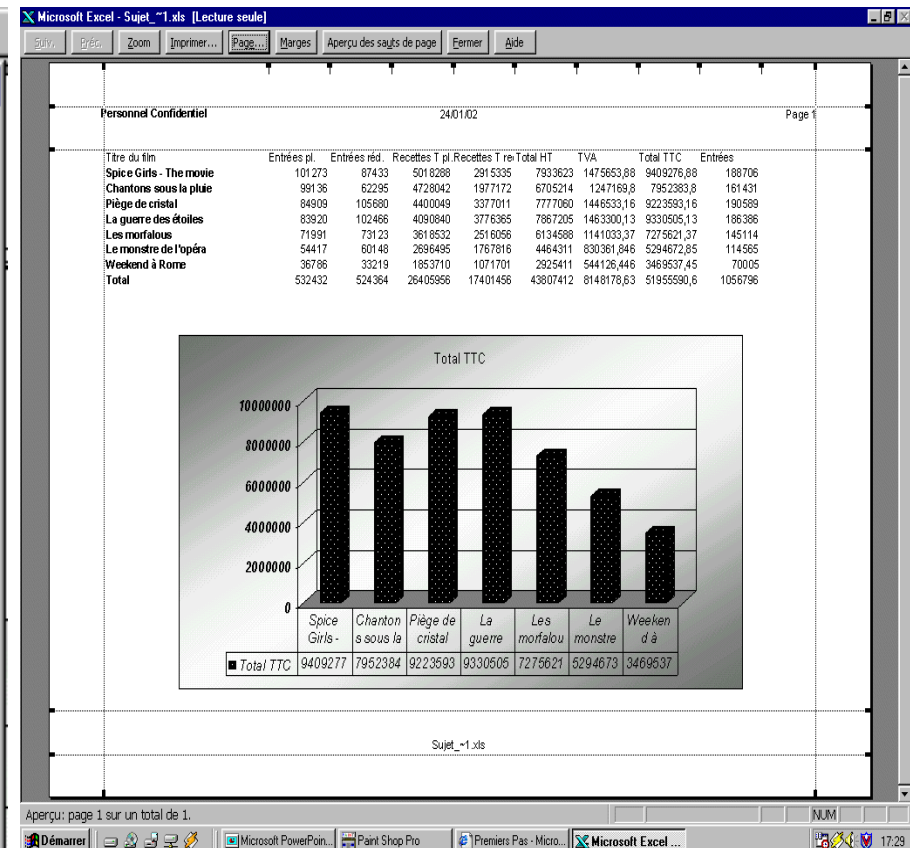 Microsoft Excel - Sujet_~1.xls [Lecture seule]
Suiv. Préc. Zoom Imprimer... Page... Marges Aperçu des sauts de page Fermer Aide
Personnel Confidentiel 24/01/02 Page 1
Titre du film Entrées pl. Entrées réd. Recettes T pl. Recettes T re Total HT TVA Total TTC Entrées
Spice Girls - The movie 101273 87433 5018288 2915335 7933623 1475653,88 9409276,88 188706
Chantons sous la pluie 99136 62295 4728042 1977172 6705214 1247169,8 7952383,8 161431
Piège de cristal 84909 105680 4400049 3377011 7777060 1446533,16 9223593,16 190589
La guerre des étoiles 83920 102466 4090840 3776365 7867205 1463300,13 9330505,13 186386
Les morfalous 71991 73123 3618532 2516056 6134588 1141033,37 7275621,37 145114
Le monstre de l'opéra 54417 60148 2696495 1767816 4464311 830361,846 5294672,85 114565
Weekend à Rome 36786 33219 1853710 1071701 2925411 544126,446 3469537,45 70005
Total 532432 524364 26405956 17401456 43807412 8148178,63 51955590,6 1056796
Total TTC
10000000
8000000
6000000
4000000
2000000
0
Spice Chanton Piège de La Les Le Weeken
Girls - s sous la cristal guerre morfalou monstre d à
Total TTC 9409277 7952384 9223593 9330505 7275621 5294673 3469537
Sujet_~1.xls
Aperçu: page 1 sur un total de 1. NUM
Démarrer Microsoft PowerPoin... Paint Shop Pro Premiers Pas - Micro... Microsoft Excel ... 17:29